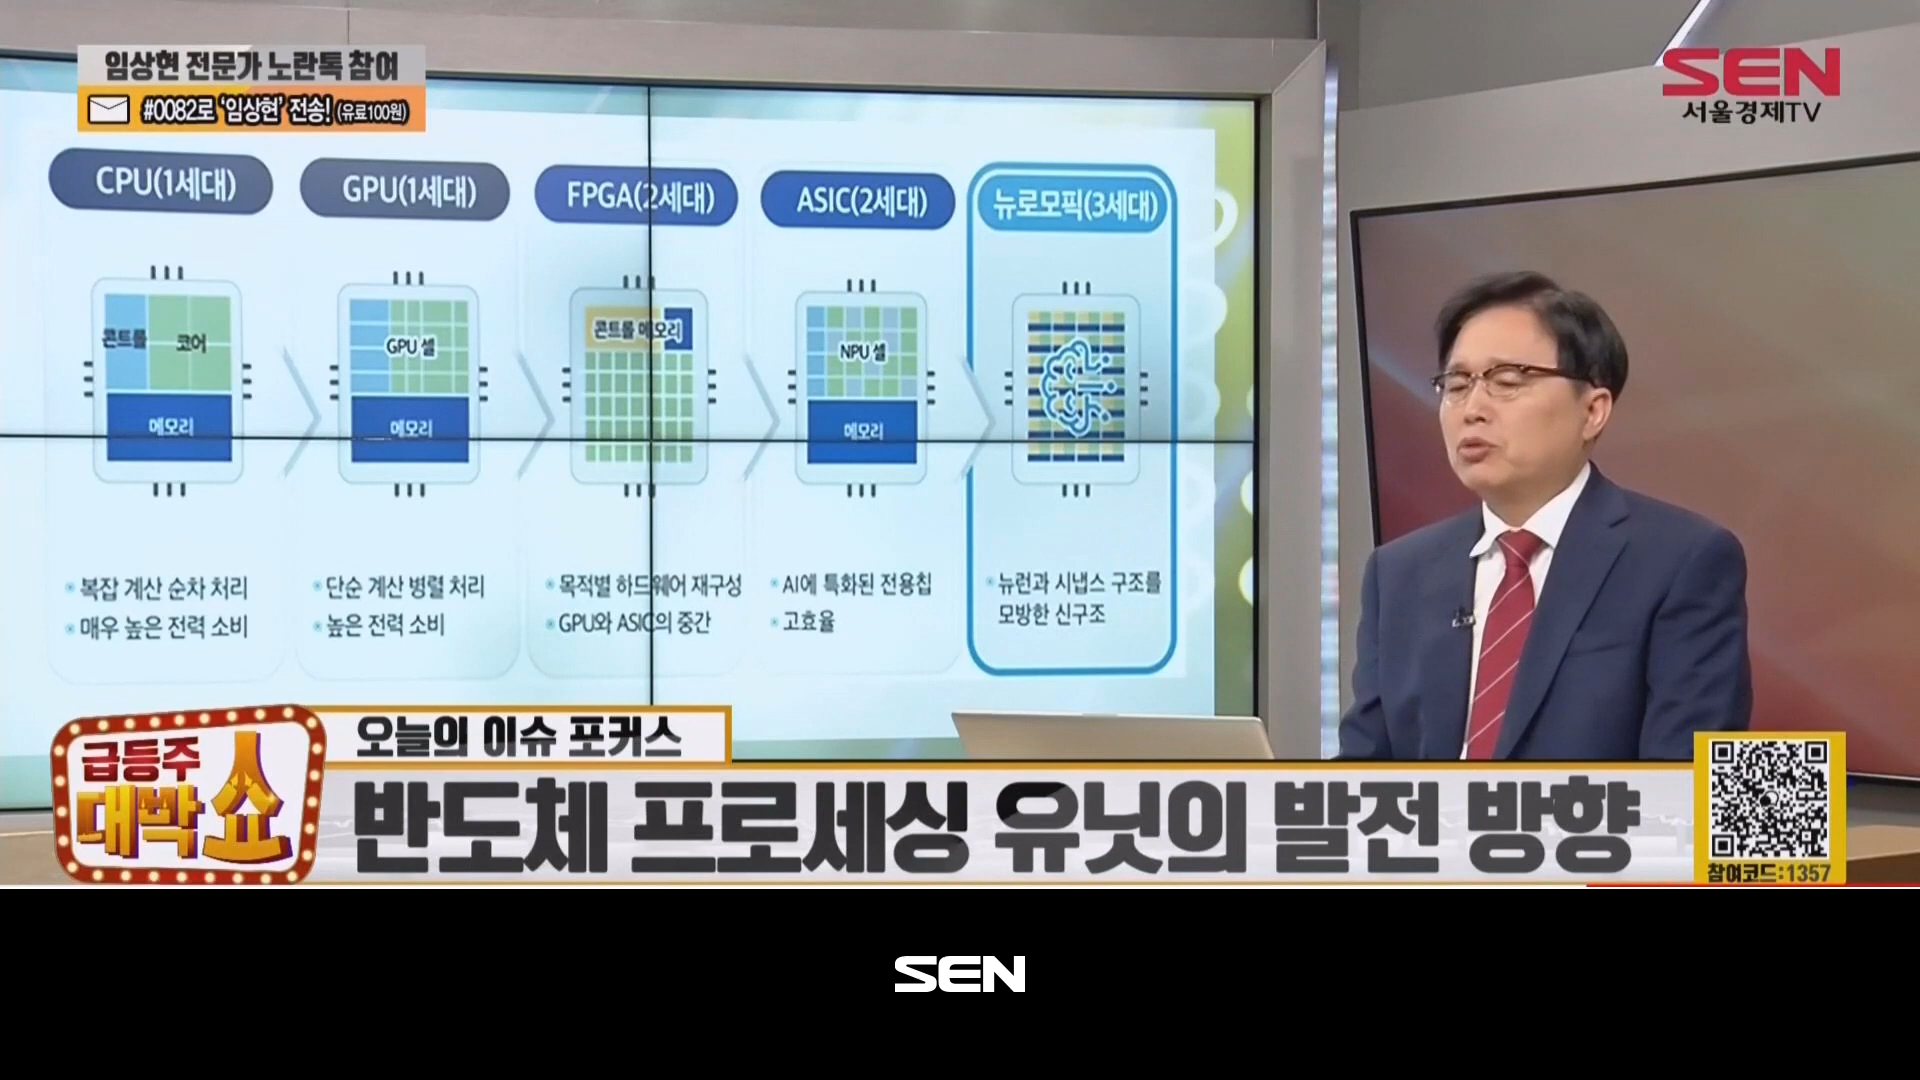 임상현 전문가 노란톡 참여
#0082로 '임상현' 전송! (유료100원)
SEN
서울경제TV
CPU(1세대)
GPU(1세대)
FPGA(2세대)
ASIC(2세대)
뉴로모픽(3세대)
콘트롤
코어
메모리
GPU 셀
메모리
콘트롤 메모리
NPU 셀
메모리
복잡 계산 순차 처리
매우 높은 전력 소비
단순 계산 병렬 처리
높은 전력 소비
목적별 하드웨어 재구성
GPU와 ASIC의 중간
AI에 특화된 전용칩
고효율
뉴런과 시냅스 구조를
모방한 신구조
급등주
대박 쇼
오늘의 이슈 포커스
반도체 프로세싱 유닛의 발전 방향
참여코드:1357
SEN